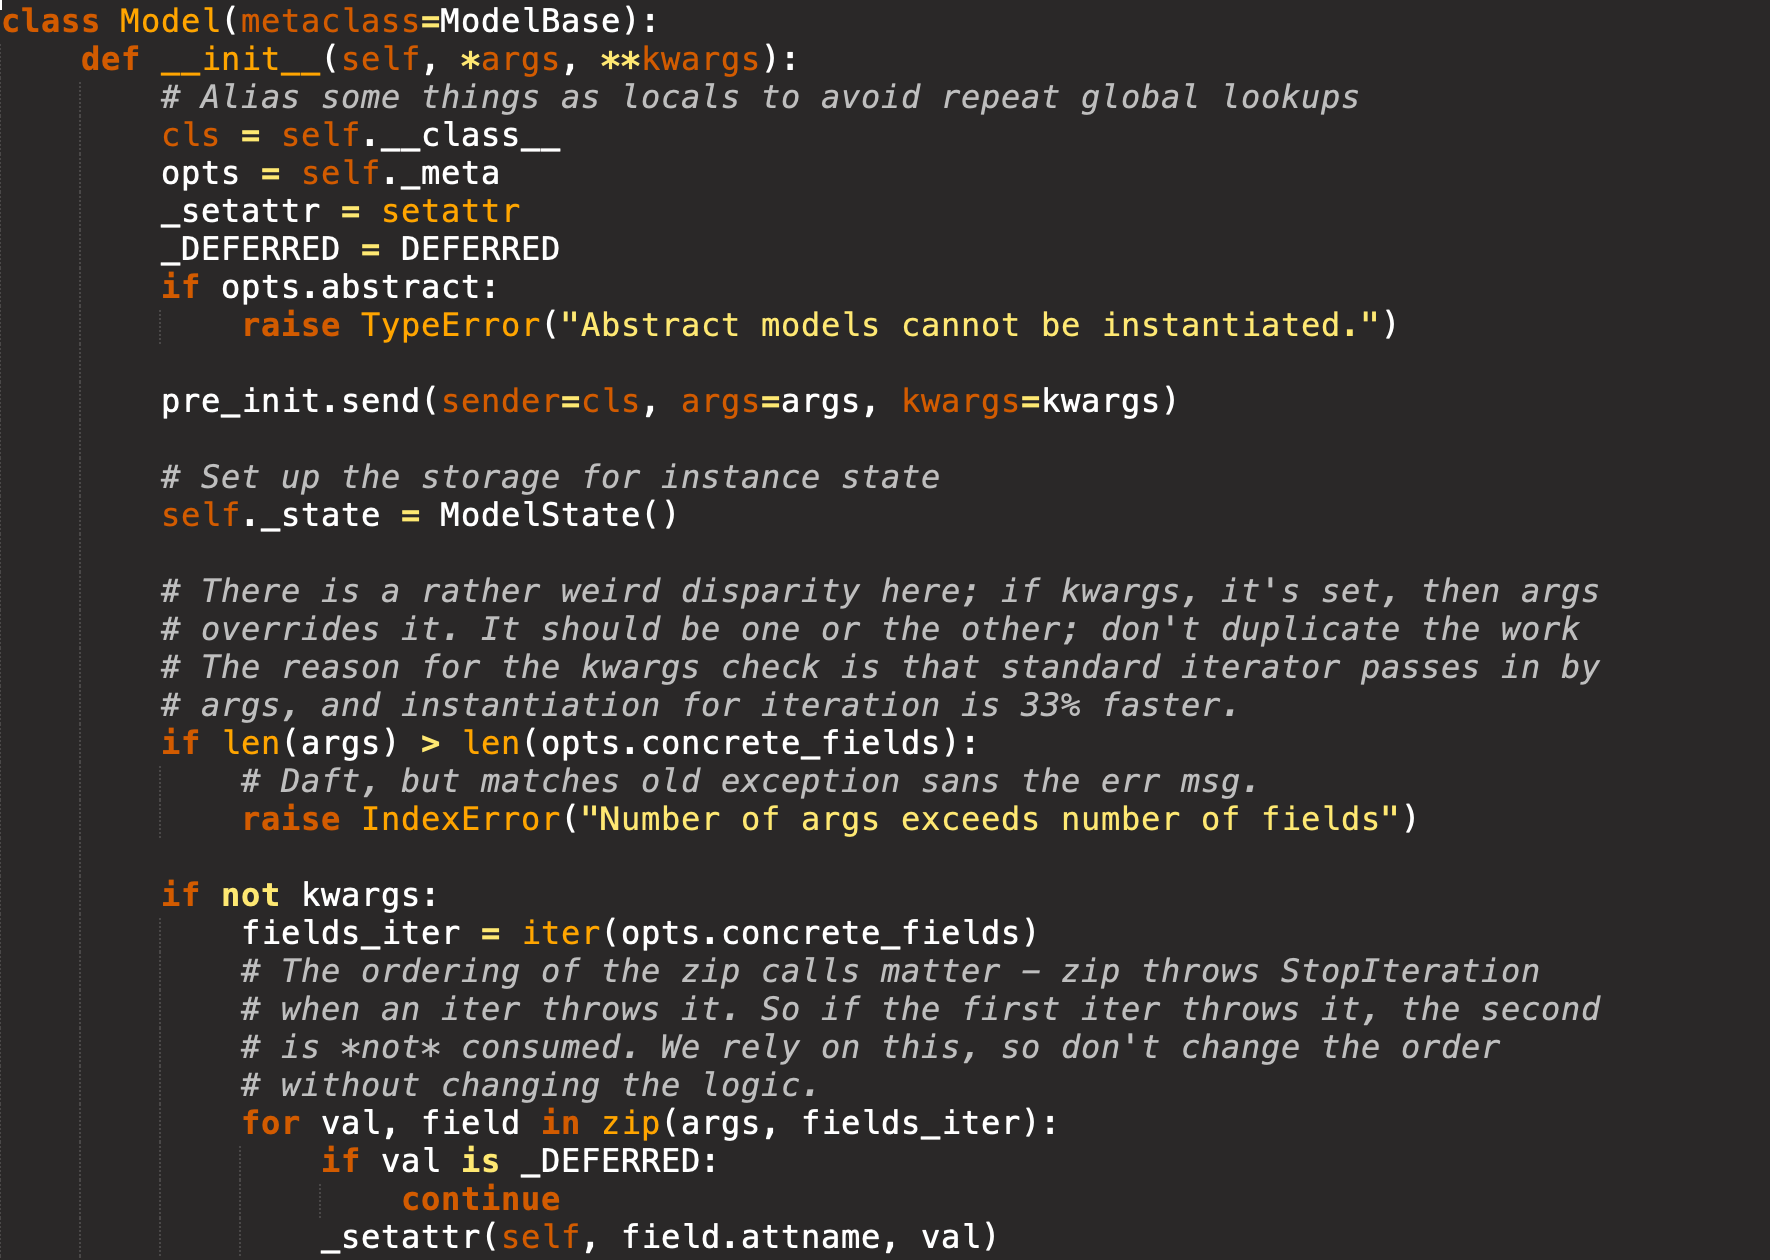 class Model(metaclass=ModelBase):
    def __init__(self, *args, **kwargs):
        # Alias some things as locals to avoid repeat global lookups
        cls = self.__class__
        opts = self._meta
        _setattr = setattr
        _DEFERRED = DEFERRED
        if opts.abstract:
            raise TypeError("Abstract models cannot be instantiated.")

        pre_init.send(sender=cls, args=args, kwargs=kwargs)

        # Set up the storage for instance state
        self._state = ModelState()

        # There is a rather weird disparity here; if kwargs, it's set, then args
        # overrides it. It should be one or the other; don't duplicate the work
        # The reason for the kwargs check is that standard iterator passes in by
        # args, and instantiation for iteration is 33% faster.
        if len(args) > len(opts.concrete_fields):
            # Daft, but matches old exception sans the err msg.
            raise IndexError("Number of args exceeds number of fields")

        if not kwargs:
            fields_iter = iter(opts.concrete_fields)
            # The ordering of the zip calls matter - zip throws StopIteration
            # when an iter throws it. So if the first iter throws it, the second
            # is *not* consumed. We rely on this, so don't change the order
            # without changing the logic.
            for val, field in zip(args, fields_iter):
                if val is _DEFERRED:
                    continue
                _setattr(self, field.attname, val)